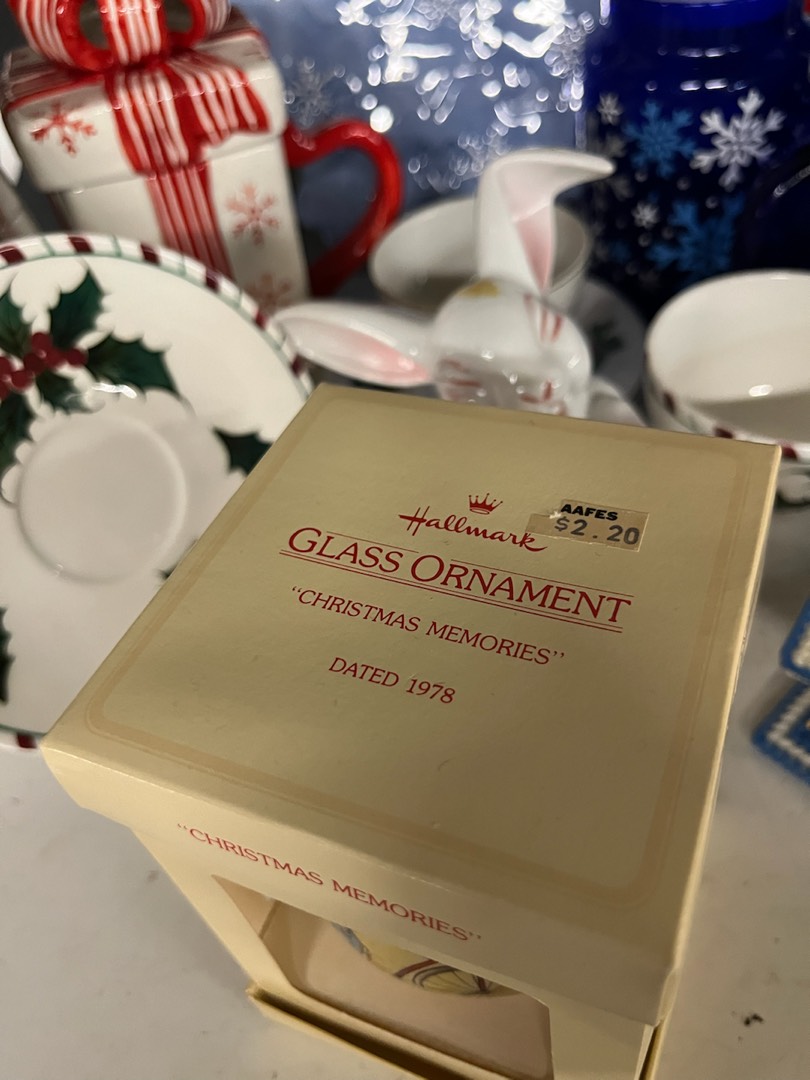 Hallmark
AAFES
$2.20
GLASS ORNAMENT
“CHRISTMAS MEMORIES”
DATED 1978
“CHRISTMAS MEMORIES”